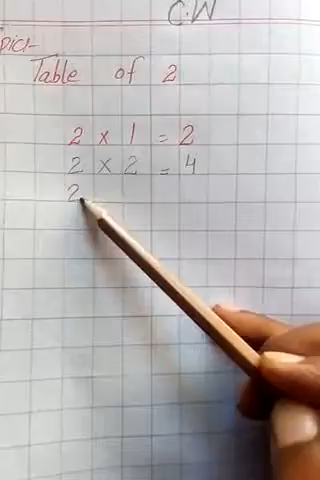 C.W
Topic:-
Table of 2
2 × 1 = 2
2 × 2 = 4
2